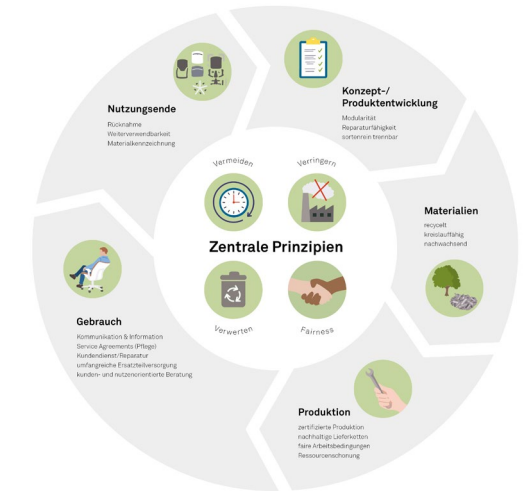 Nutzungsende
Rücknahme
Weiterverwendbarkeit
Materialkennzeichnung
Konzept-/
Produktentwicklung
Modularität
Reparaturfähigkeit
sortenrein trennbar
Materialien
recycelt
kreislauffähig
nachwachsend
Produktion
zertifizierte Produktion
nachhaltige Lieferketten
faire Arbeitsbedingungen
Ressourcenschonung
Gebrauch
Kommunikation & Information
Service Agreements (Pflege)
Kundendienst/Reparatur
umfangreiche Ersatzteilversorgung
kunden- und nutzenorientierte Beratung
Vermeiden
Verringern
Zentrale Prinzipien
Verwerten
Fairness